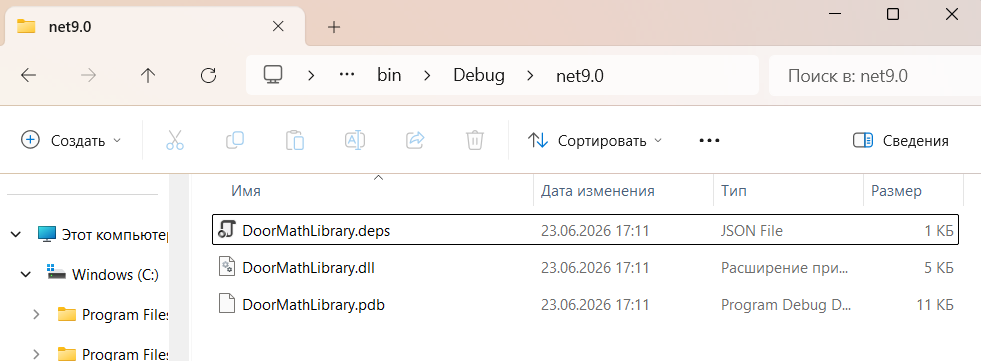 net9.0
bin Debug net9.0 Поиск в: net9.0
Создать Сортировать Сведения
Имя Дата изменения Тип Размер
DoorMathLibrary.deps 23.06.2026 17:11 JSON File 1 КБ
Этот компьюте
DoorMathLibrary.dll 23.06.2026 17:11 Расширение при... 5 КБ
Windows (C:)
DoorMathLibrary.pdb 23.06.2026 17:11 Program Debug D... 11 КБ
Program Files
Program Files